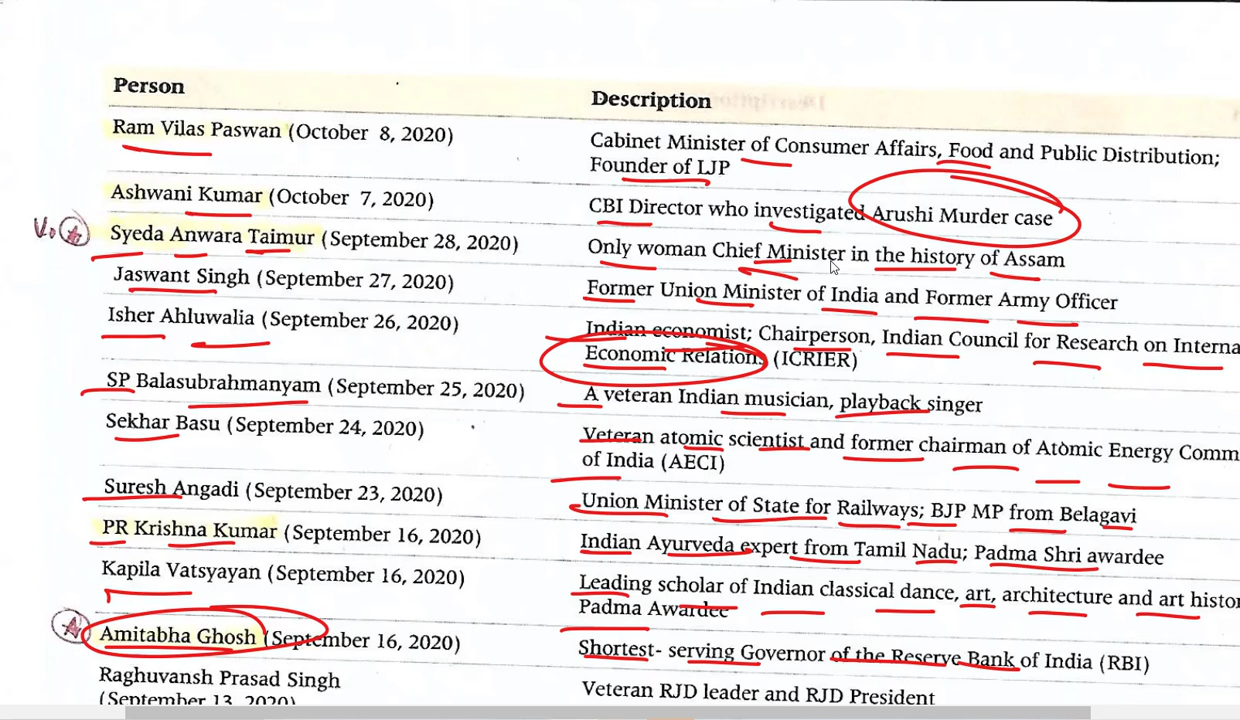 Person Description
Ram Vilas Paswan (October 8, 2020) Cabinet Minister of Consumer Affairs, Food and Public Distribution;
Founder of LJP
Ashwani Kumar (October 7, 2020) CBI Director who investigated Arushi Murder case
Syeda Anwara Taimur (September 28, 2020) Only woman Chief Minister in the history of Assam
Jaswant Singh (September 27, 2020) Former Union Minister of India and Former Army Officer
Isher Ahluwalia (September 26, 2020) Indian economist; Chairperson, Indian Council for Research on Interna
Economic Relations (ICRIER)
SP Balasubrahmanyam (September 25, 2020) A veteran Indian musician, playback singer
Sekhar Basu (September 24, 2020) Veteran atomic scientist and former chairman of Atomic Energy Comm
of India (AECI)
Suresh Angadi (September 23, 2020) Union Minister of State for Railways; BJP MP from Belagavi
PR Krishna Kumar (September 16, 2020) Indian Ayurveda expert from Tamil Nadu; Padma Shri awardee
Kapila Vatsyayan (September 16, 2020) Leading scholar of Indian classical dance, art, architecture and art histor
Padma Awardee
Amitabha Ghosh (September 16, 2020) Shortest- serving Governor of the Reserve Bank of India (RBI)
Raghuvansh Prasad Singh Veteran RJD leader and RJD President
(September 13, 2020)